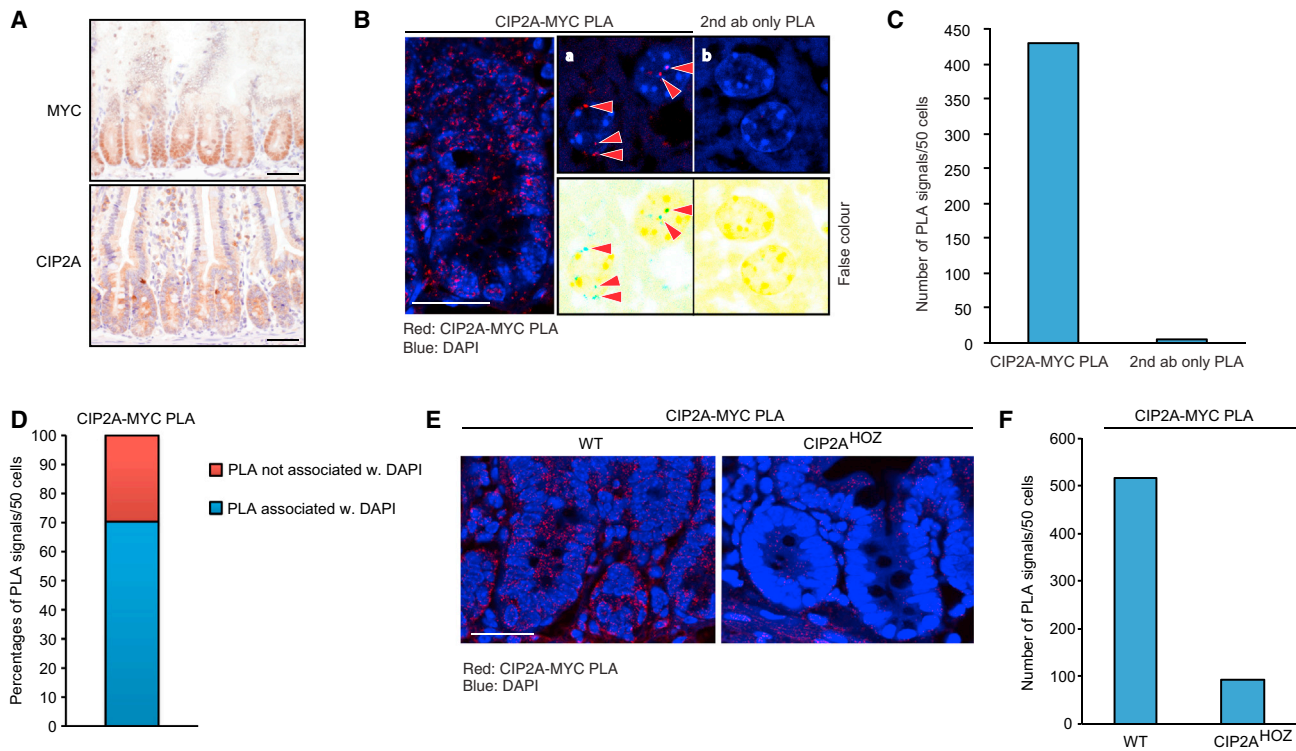 A
MYC
CIP2A
B
CIP2A-MYC PLA
2nd ab only PLA
a
b
False colour
Red: CIP2A-MYC PLA
Blue: DAPI
C
Number of PLA signals/50 cells
450
400
350
300
250
200
150
100
50
0
CIP2A-MYC PLA
2nd ab only PLA
D
CIP2A-MYC PLA
Percentages of PLA signals/50 cells
100
90
80
70
60
50
40
30
20
10
0
PLA not associated w. DAPI
PLA associated w. DAPI
E
CIP2A-MYC PLA
WT
CIP2A^HOZ
Red: CIP2A-MYC PLA
Blue: DAPI
F
CIP2A-MYC PLA
Number of PLA signals/50 cells
600
500
400
300
200
100
0
WT
CIP2A^HOZ